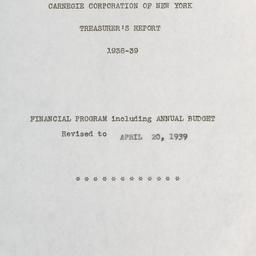 CARNEGIE CORPORATION OF NEW YORK
TREASURER'S REPORT
1938-39
FINANCIAL PROGRAM including ANNUAL BUDGET
Revised to APRIL 20, 1939
* * * * * * * * * * * *